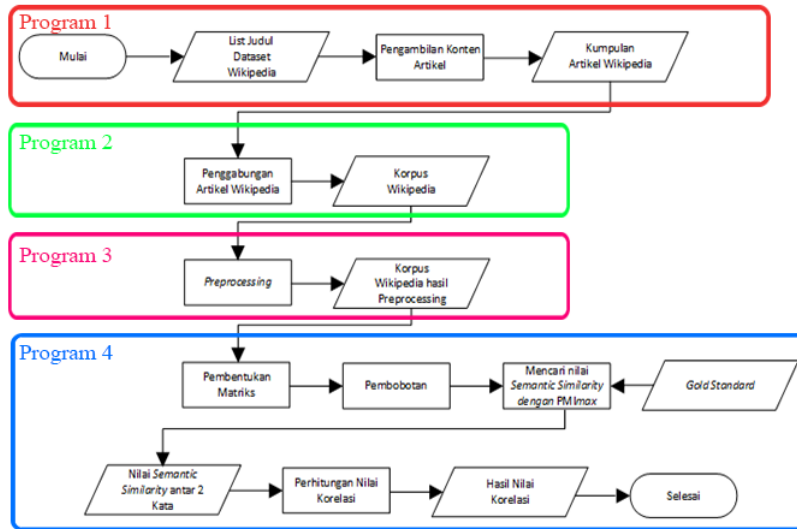 Program 1
Mulai
List Judul
Dataset
Wikipedia
Pengambilan Konten
Artikel
Kumpulan
Artikel Wikipedia
Program 2
Penggabungan
Artikel Wikipedia
Korpus
Wikipedia
Program 3
Preprocessing
Korpus
Wikipedia hasil
Preprocessing
Program 4
Pembentukan
Matriks
Pembobotan
Mencari nilai
Semantic Similarity
dengan PMImax
Gold Standard
Nilai Semantic
Similarity antar 2
Kata
Perhitungan Nilai
Korelasi
Hasil Nilai
Korelasi
Selesai